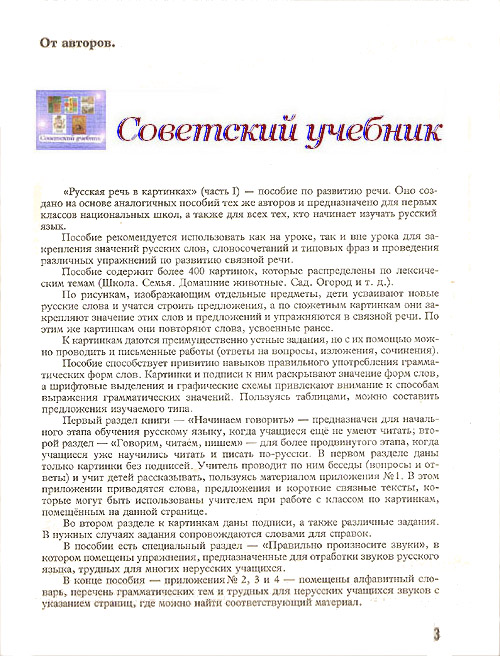 От авторов.
Советский учебник
Советский учебник
«Русская речь в картинках» (часть I) — пособие по развитию речи. Оно соз-
дано на основе аналогичных пособий тех же авторов и предназначено для первых
классов национальных школ, а также для всех тех, кто начинает изучать русский
язык.
Пособие рекомендуется использовать как на уроке, так и вне урока для за-
крепления значений русских слов, словосочетаний и типовых фраз и проведения
различных упражнений по развитию связной речи.
Пособие содержит более 400 картинок, которые распределены по лексиче-
ским темам (Школа. Семья. Домашние животные. Сад. Огород и т. д.).
По рисункам, изображающим отдельные предметы, дети усваивают новые
русские слова и учатся строить предложения, а по сюжетным картинкам они за-
крепляют значение этих слов и предложений и упражняются в связной речи. По
этим же картинкам они повторяют слова, усвоенные ранее.
К картинкам даются преимущественно устные задания, но с их помощью мож-
но проводить и письменные работы (ответы на вопросы, изложения, сочинения).
Пособие способствует привитию навыков правильного употребления грамма-
тических форм слов. Картинки и подписи к ним раскрывают значение форм слов,
а шрифтовые выделения и графические схемы привлекают внимание к способам
выражения грамматических значений. Пользуясь таблицами, можно составить
предложения изучаемого типа.
Первый раздел книги — «Начинаем говорить» — предназначен для началь-
ного этапа обучения русскому языку, когда учащиеся ещё не умеют читать; вто-
рой раздел — «Говорим, читаем, пишем» — для более продвинутого этапа, когда
учащиеся уже научились читать и писать по-русски. В первом разделе даны
только картинки без подписей. Учитель проводит по ним беседы (вопросы и от-
веты) и учит детей рассказывать, пользуясь материалом приложения №1. В этом
приложении приводятся слова, предложения и короткие связные тексты, ко-
торые могут быть использованы учителем при работе с классом по картинкам,
помещённым на данной странице.
Во втором разделе к картинкам даны подписи, а также различные задания.
В нужных случаях задания сопровождаются словами для справок.
В пособии есть специальный раздел — «Правильно произносите звуки», в
котором помещены упражнения, предназначенные для отработки звуков русского
языка, трудных для многих нерусских учащихся.
В конце пособия — приложения № 2, 3 и 4 — помещены алфавитный сло-
варь, перечень грамматических тем и трудных для нерусских учащихся звуков с
указанием страниц, где можно найти соответствующий материал.
3